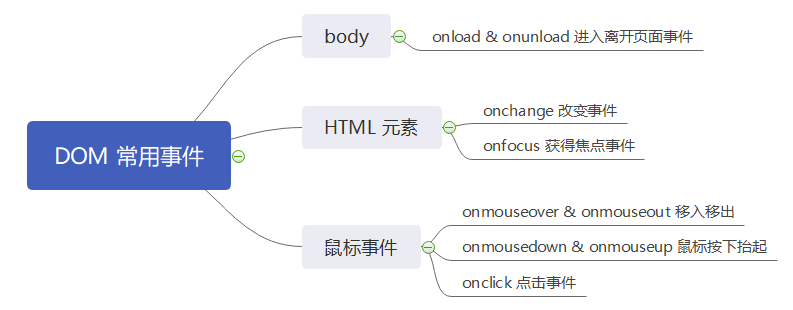 DOM 常用事件
body
onload & onunload 进入离开页面事件
HTML 元素
onchange 改变事件
onfocus 获得焦点事件
鼠标事件
onmouseover & onmouseout 移入移出
onmousedown & onmouseup 鼠标按下抬起
onclick 点击事件